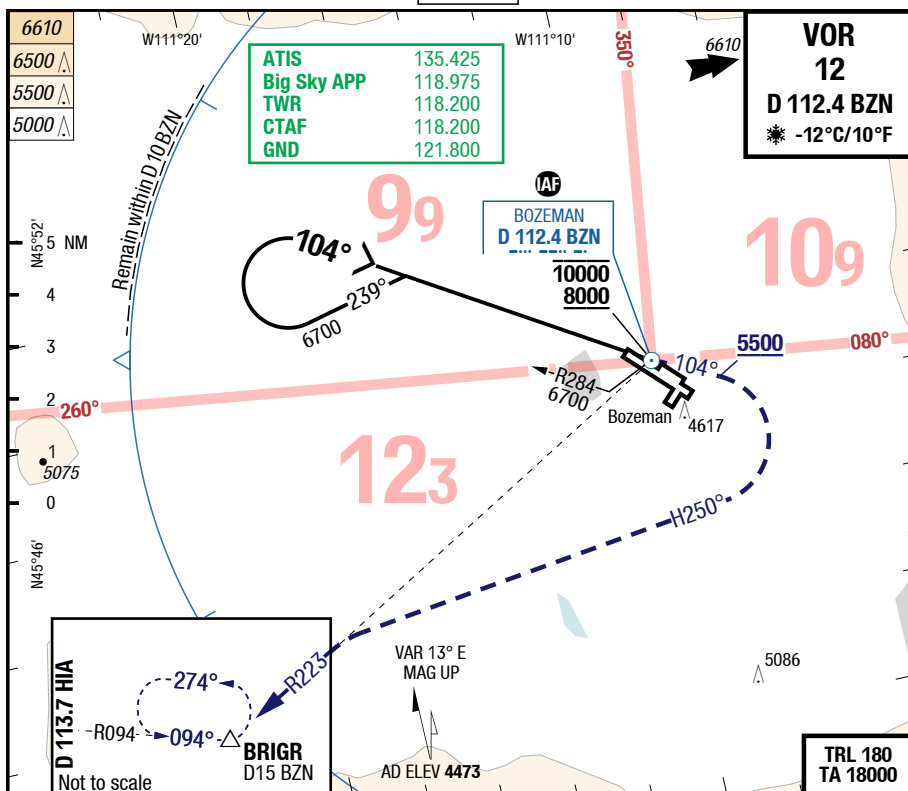 6610
6500
5500
5000
W111°20'
W111°10'
350°
6610
VOR
12
D 112.4 BZN
-12°C/10°F
ATIS 135.425
Big Sky APP 118.975
TWR 118.200
CTAF 118.200
GND 121.800
Remain within D 10 BZN
N45°52'
5 NM
4
3
2
1
0
N45°46'
99
IAF
BOZEMAN
D 112.4 BZN
10000
8000
109
104°
239°
6700
5500
080°
104°
R284
6700
Bozeman
4617
260°
5075
123
H250°
R223
VAR 13° E
MAG UP
5086
D 113.7 HIA
274°
R094
094°
BRIGR
D15 BZN
Not to scale
AD ELEV 4473
TRL 180
TA 18000